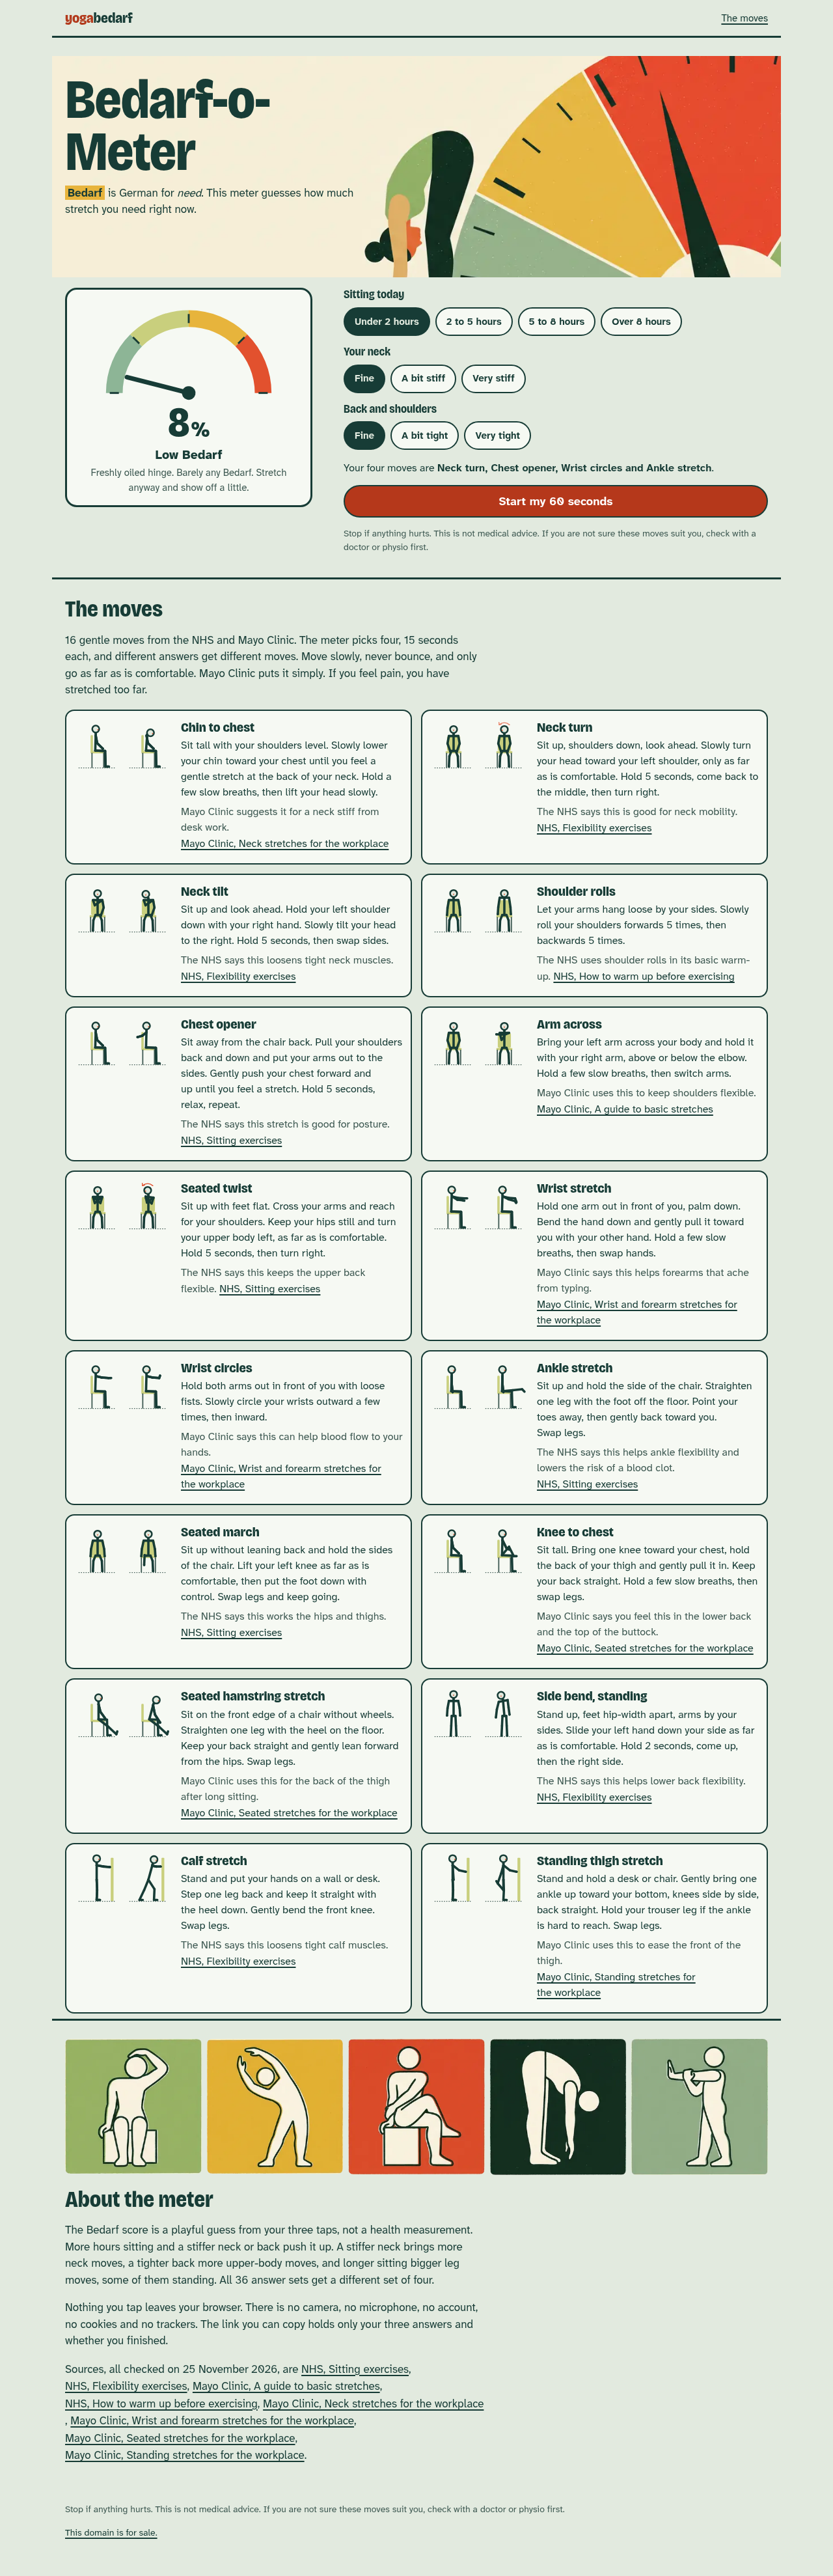 yogabedarf
The moves
Bedarf-o-
Meter
Bedarf is German for need. This meter guesses how much
stretch you need right now.
8%
Low Bedarf
Freshly oiled hinge. Barely any Bedarf. Stretch
anyway and show off a little.
Sitting today
Under 2 hours
2 to 5 hours
5 to 8 hours
Over 8 hours
Your neck
Fine
A bit stiff
Very stiff
Back and shoulders
Fine
A bit tight
Very tight
Your four moves are Neck turn, Chest opener, Wrist circles and Ankle stretch.
Start my 60 seconds
Stop if anything hurts. This is not medical advice. If you are not sure these moves suit you, check with a
doctor or physio first.
The moves
16 gentle moves from the NHS and Mayo Clinic. The meter picks four, 15 seconds
each, and different answers get different moves. Move slowly, never bounce, and only
go as far as is comfortable. Mayo Clinic puts it simply. If you feel pain, you have
stretched too far.
Chin to chest
Sit tall with your shoulders level. Slowly lower
your chin toward your chest until you feel a
gentle stretch at the back of your neck. Hold a
few slow breaths, then lift your head slowly.
Mayo Clinic suggests it for a neck stiff from
desk work.
Mayo Clinic, Neck stretches for the workplace
Neck turn
Sit up, shoulders down, look ahead. Slowly turn
your head toward your left shoulder, only as far
as is comfortable. Hold 5 seconds, come back to
the middle, then turn right.
The NHS says this is good for neck mobility.
NHS, Flexibility exercises
Neck tilt
Sit up and look ahead. Hold your left shoulder
down with your right hand. Slowly tilt your head
to the right. Hold 5 seconds, then swap sides.
The NHS says this loosens tight neck muscles.
NHS, Flexibility exercises
Shoulder rolls
Let your arms hang loose by your sides. Slowly
roll your shoulders forwards 5 times, then
backwards 5 times.
The NHS uses shoulder rolls in its basic warm-
up. NHS, How to warm up before exercising
Chest opener
Sit away from the chair back. Pull your shoulders
back and down and put your arms out to the
sides. Gently push your chest forward and
up until you feel a stretch. Hold 5 seconds,
relax, repeat.
The NHS says this stretch is good for posture.
NHS, Sitting exercises
Arm across
Bring your left arm across your body and hold it
with your right arm, above or below the elbow.
Hold a few slow breaths, then switch arms.
Mayo Clinic uses this to keep shoulders flexible.
Mayo Clinic, A guide to basic stretches
Seated twist
Sit up with feet flat. Cross your arms and reach
for your shoulders. Keep your hips still and turn
your upper body left, as far as is comfortable.
Hold 5 seconds, then turn right.
The NHS says this keeps the upper back
flexible. NHS, Sitting exercises
Wrist stretch
Hold one arm out in front of you, palm down.
Bend the hand down and gently pull it toward
you with your other hand. Hold a few slow
breaths, then swap hands.
Mayo Clinic says this helps forearms that ache
from typing.
Mayo Clinic, Wrist and forearm stretches for
the workplace
Wrist circles
Hold both arms out in front of you with loose
fists. Slowly circle your wrists outward a few
times, then inward.
Mayo Clinic says this can help blood flow to your
hands.
Mayo Clinic, Wrist and forearm stretches for
the workplace
Ankle stretch
Sit up and hold the side of the chair. Straighten
one leg with the foot off the floor. Point your
toes away, then gently back toward you.
Swap legs.
The NHS says this helps ankle flexibility and
lowers the risk of a blood clot.
NHS, Sitting exercises
Seated march
Sit up without leaning back and hold the sides
of the chair. Lift your left knee as far as is
comfortable, then put the foot down with
control. Swap legs and keep going.
The NHS says this works the hips and thighs.
NHS, Sitting exercises
Knee to chest
Sit tall. Bring one knee toward your chest, hold
the back of your thigh and gently pull it in. Keep
your back straight. Hold a few slow breaths, then
swap legs.
Mayo Clinic says you feel this in the lower back
and the top of the buttock.
Mayo Clinic, Seated stretches for the workplace
Seated hamstring stretch
Sit on the front edge of a chair without wheels.
Straighten one leg with the heel on the floor.
Keep your back straight and gently lean forward
from the hips. Swap legs.
Mayo Clinic uses this for the back of the thigh
after long sitting.
Mayo Clinic, Seated stretches for the workplace
Side bend, standing
Stand up, feet hip-width apart, arms by your
sides. Slide your left hand down your side as far
as is comfortable. Hold 2 seconds, come up,
then the right side.
The NHS says this helps lower back flexibility.
NHS, Flexibility exercises
Calf stretch
Stand and put your hands on a wall or desk.
Step one leg back and keep it straight with
the heel down. Gently bend the front knee.
Swap legs.
The NHS says this loosens tight calf muscles.
NHS, Flexibility exercises
Standing thigh stretch
Stand and hold a desk or chair. Gently bring one
ankle up toward your bottom, knees side by side,
back straight. Hold your trouser leg if the ankle
is hard to reach. Swap legs.
Mayo Clinic uses this to ease the front of the
thigh.
Mayo Clinic, Standing stretches for
the workplace
About the meter
The Bedarf score is a playful guess from your three taps, not a health measurement.
More hours sitting and a stiffer neck or back push it up. A stiffer neck brings more
neck moves, a tighter back more upper-body moves, and longer sitting bigger leg
moves, some of them standing. All 36 answer sets get a different set of four.
Nothing you tap leaves your browser. There is no camera, no microphone, no account,
no cookies and no trackers. The link you can copy holds only your three answers and
whether you finished.
Sources, all checked on 25 November 2026, are NHS, Sitting exercises,
NHS, Flexibility exercises, Mayo Clinic, A guide to basic stretches,
NHS, How to warm up before exercising, Mayo Clinic, Neck stretches for the workplace
, Mayo Clinic, Wrist and forearm stretches for the workplace,
Mayo Clinic, Seated stretches for the workplace,
Mayo Clinic, Standing stretches for the workplace.
Stop if anything hurts. This is not medical advice. If you are not sure these moves suit you, check with a doctor or physio first.
This domain is for sale.